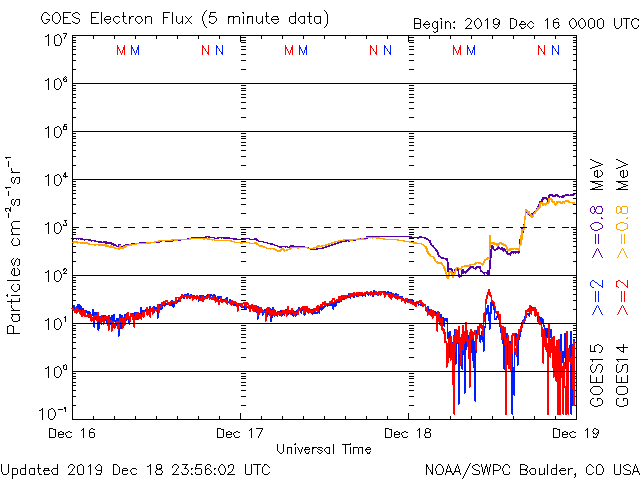 GOES Electron Flux (5 minute data)
Begin: 2019 Dec 16 0000 UTC
M M N N M M N N M M N N
10⁷
10⁶
10⁵
10⁴
10³
10²
10¹
10⁰
10⁻¹
Particles cm⁻²s⁻¹sr⁻¹
Dec 16 Dec 17 Dec 18 Dec 19
Universal Time
GOES15 >=2 >=0.8 MeV
GOES14 >=2 >=0.8 MeV
Updated 2019 Dec 18 23:56:02 UTC
NOAA/SWPC Boulder, CO USA